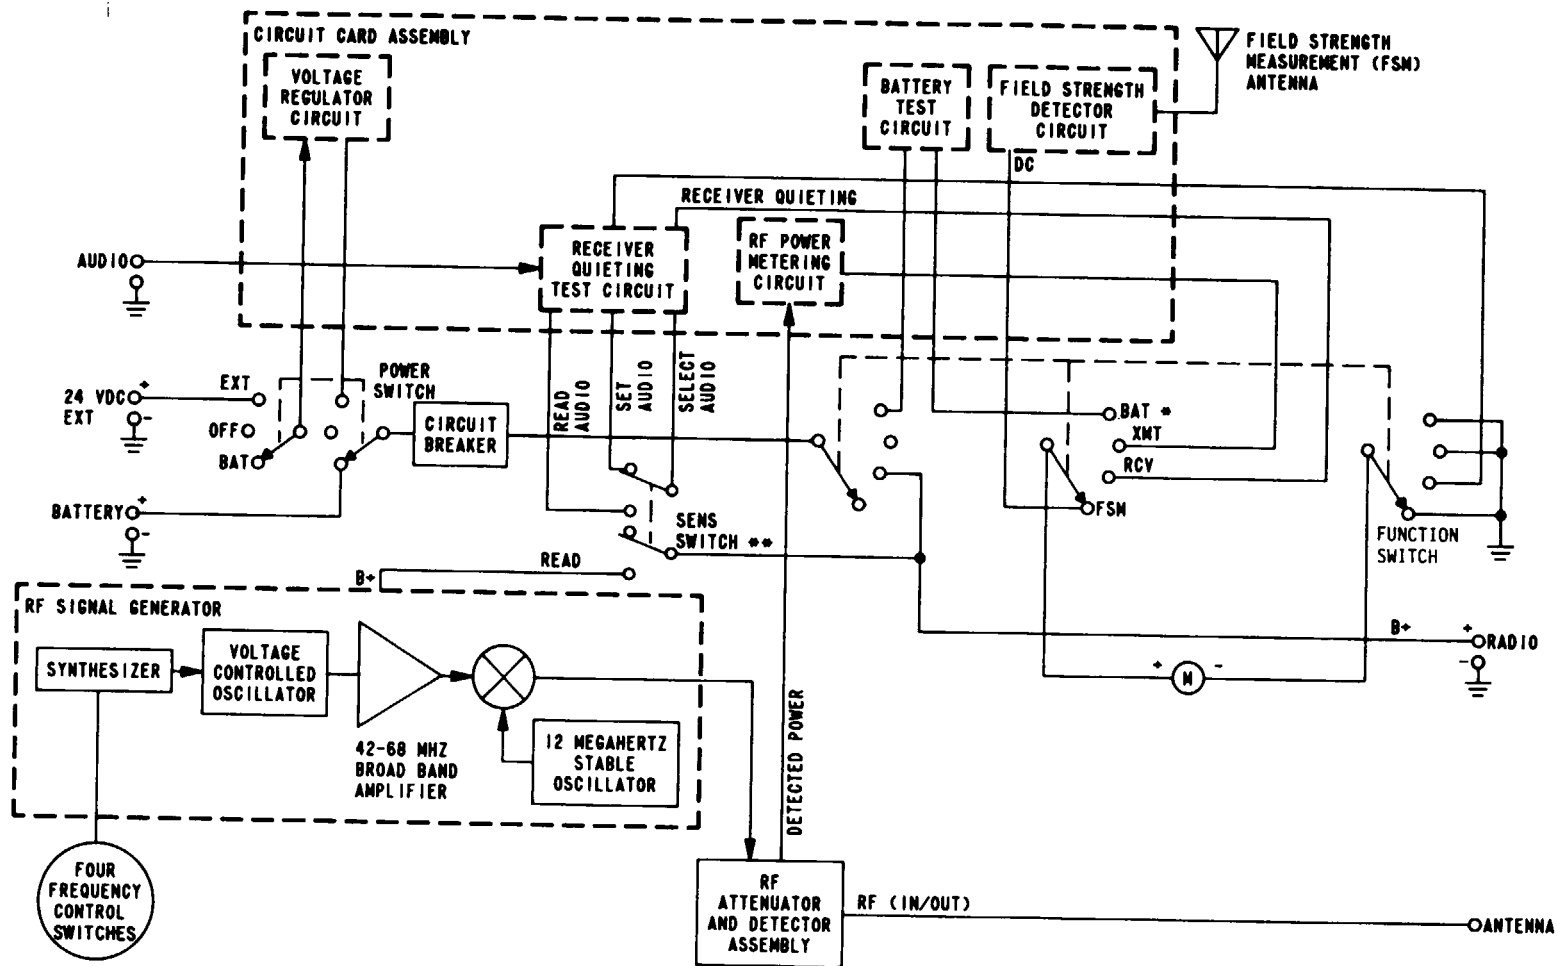 CIRCUIT CARD ASSEMBLY
VOLTAGE
REGULATOR
CIRCUIT
BATTERY
TEST
CIRCUIT
FIELD STRENGTH
DETECTOR
CIRCUIT
FIELD STRENGTH
MEASUREMENT (FSM)
ANTENNA
DC
RECEIVER QUIETING
AUDIO
RECEIVER
QUIETING
TEST CIRCUIT
RF POWER
METERING
CIRCUIT
24 VDC
EXT
+
-
EXT
OFF
BAT
POWER
SWITCH
CIRCUIT
BREAKER
READ
AUDIO
SET
AUDIO
SELECT
AUDIO
BAT *
XMT
RCV
FSM
FUNCTION
SWITCH
BATTERY
+
-
SENS
SWITCH **
READ
B+
B+
+
RADIO
-
+
M
-
RF SIGNAL GENERATOR
SYNTHESIZER
VOLTAGE
CONTROLLED
OSCILLATOR
42-68 MHZ
BROAD BAND
AMPLIFIER
12 MEGAHERTZ
STABLE
OSCILLATOR
DETECTED POWER
FOUR
FREQUENCY
CONTROL
SWITCHES
RF
ATTENUATOR
AND DETECTOR
ASSEMBLY
RF (IN/OUT)
ANTENNA